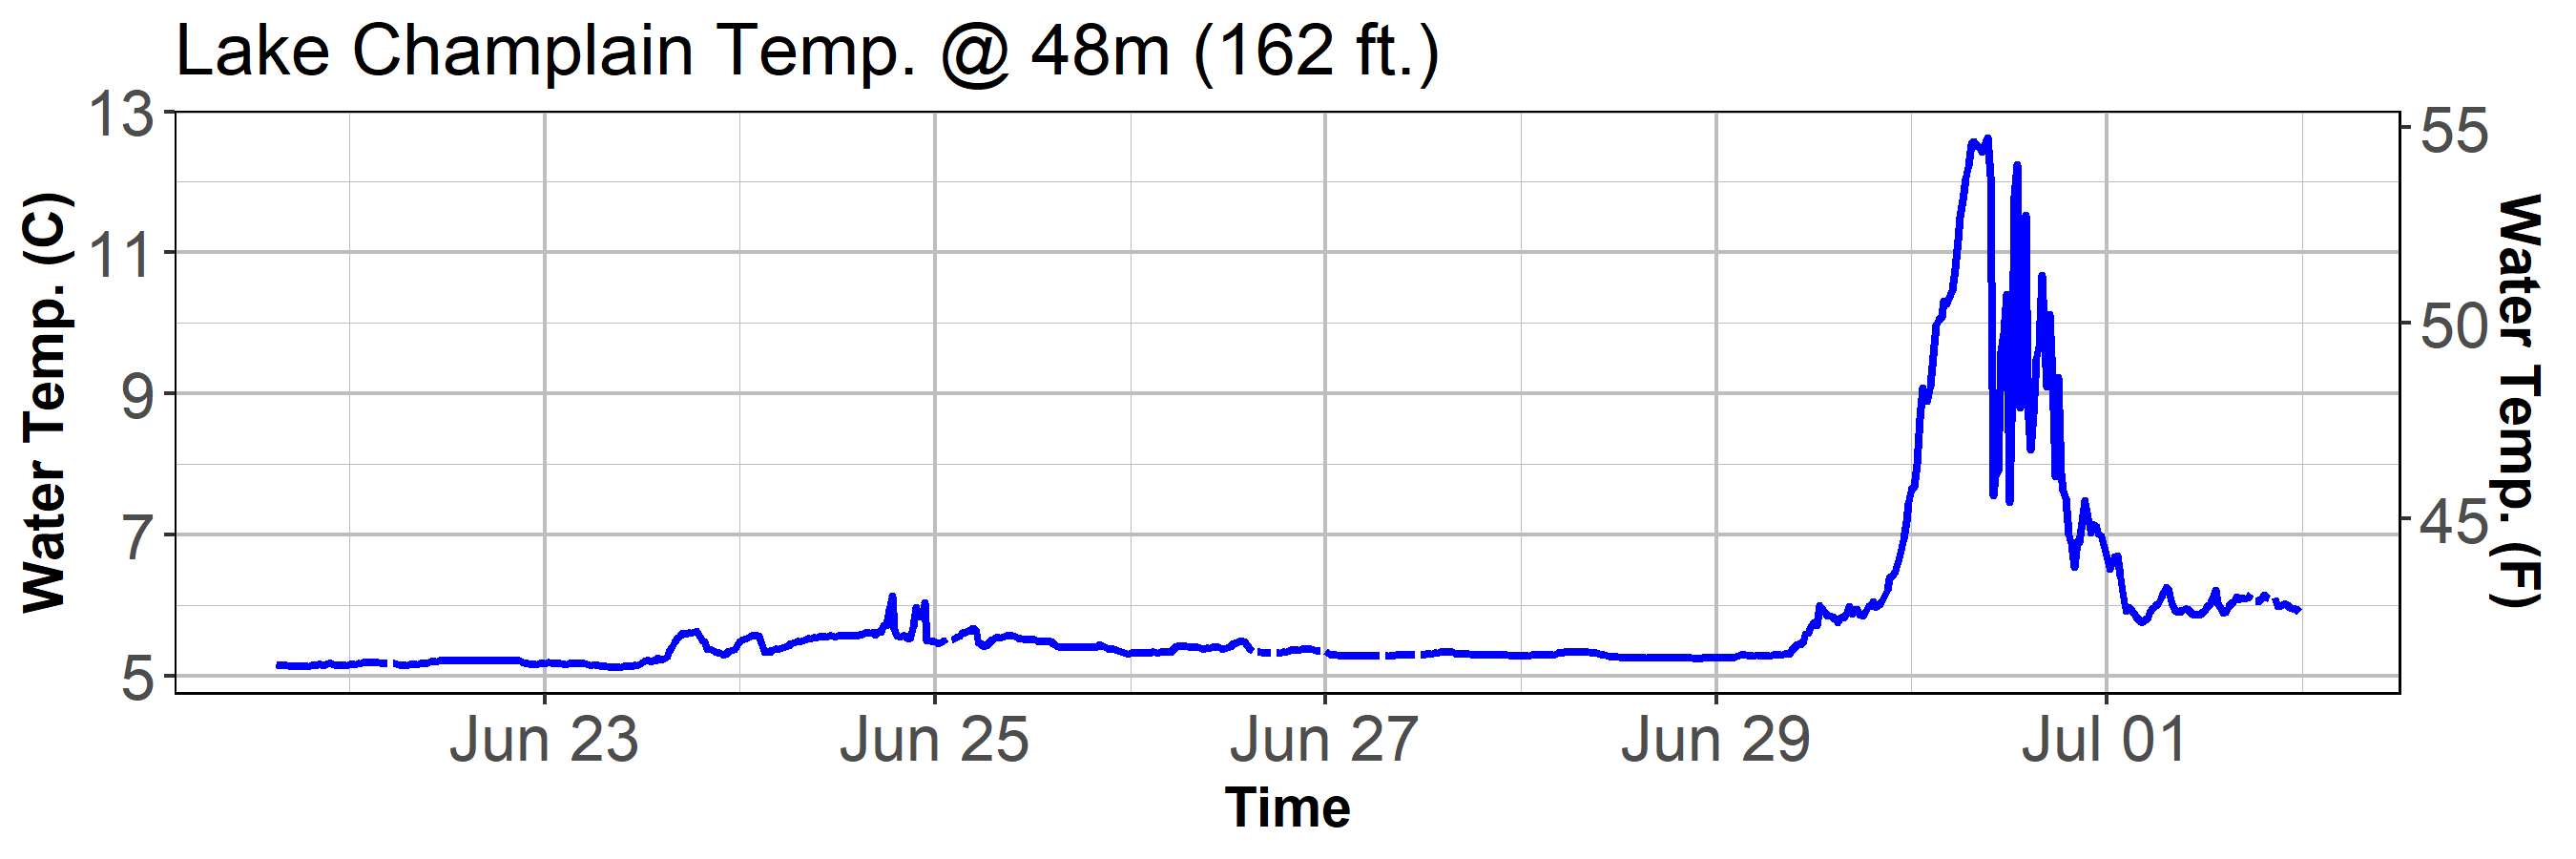 Lake Champlain Temp. @ 48m (162 ft.)
13
11
9
7
5
Water Temp. (C)
55
50
45
Water Temp. (F)
Jun 23 Jun 25 Jun 27 Jun 29 Jul 01
Time